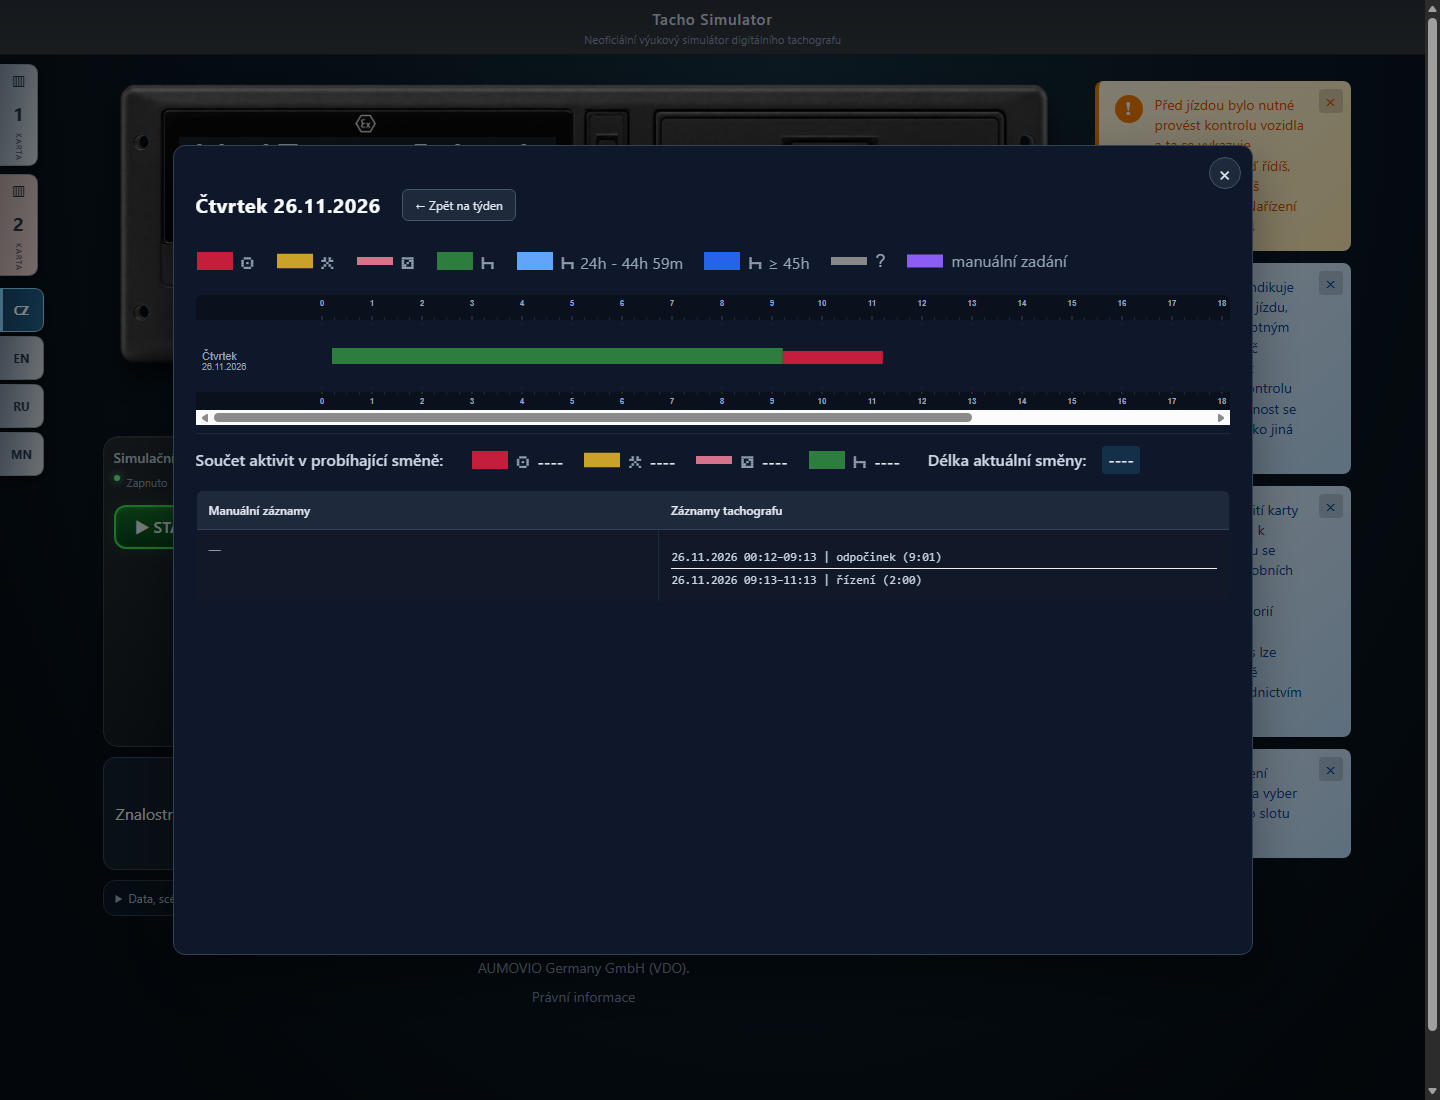 Tacho Simulator
Neoficiální výukový simulátor digitálního tachografu
1
KARTA
2
KARTA
CZ
EN
RU
MN
Ex
Před jízdou bylo nutné
provést kontrolu vozidla
řídíš,
Nařízení
ndikuje
jízdu,
ontrolu
nost se
ko jiná
ití karty
k
u se
obních
orií
s lze
dnictvím
ení
a vyber
slotu
Čtvrtek 26.11.2026
← Zpět na týden
24h - 44h 59m
≥ 45h
?
manuální zadání
0 1 2 3 4 5 6 7 8 9 10 11 12 13 14 15 16 17 18
Čtvrtek
26.11.2026
0 1 2 3 4 5 6 7 8 9 10 11 12 13 14 15 16 17 18
Součet aktivit v probíhající směně: ---- ---- ---- ---- Délka aktuální směny: ----
Manuální záznamy Záznamy tachografu
—
26.11.2026 00:12–09:13 | odpočinek (9:01)
26.11.2026 09:13–11:13 | řízení (2:00)
Simulační
Zapnuto
▶ STA
Znalostn
▶ Data, scé
AUMOVIO Germany GmbH (VDO).
Právní informace